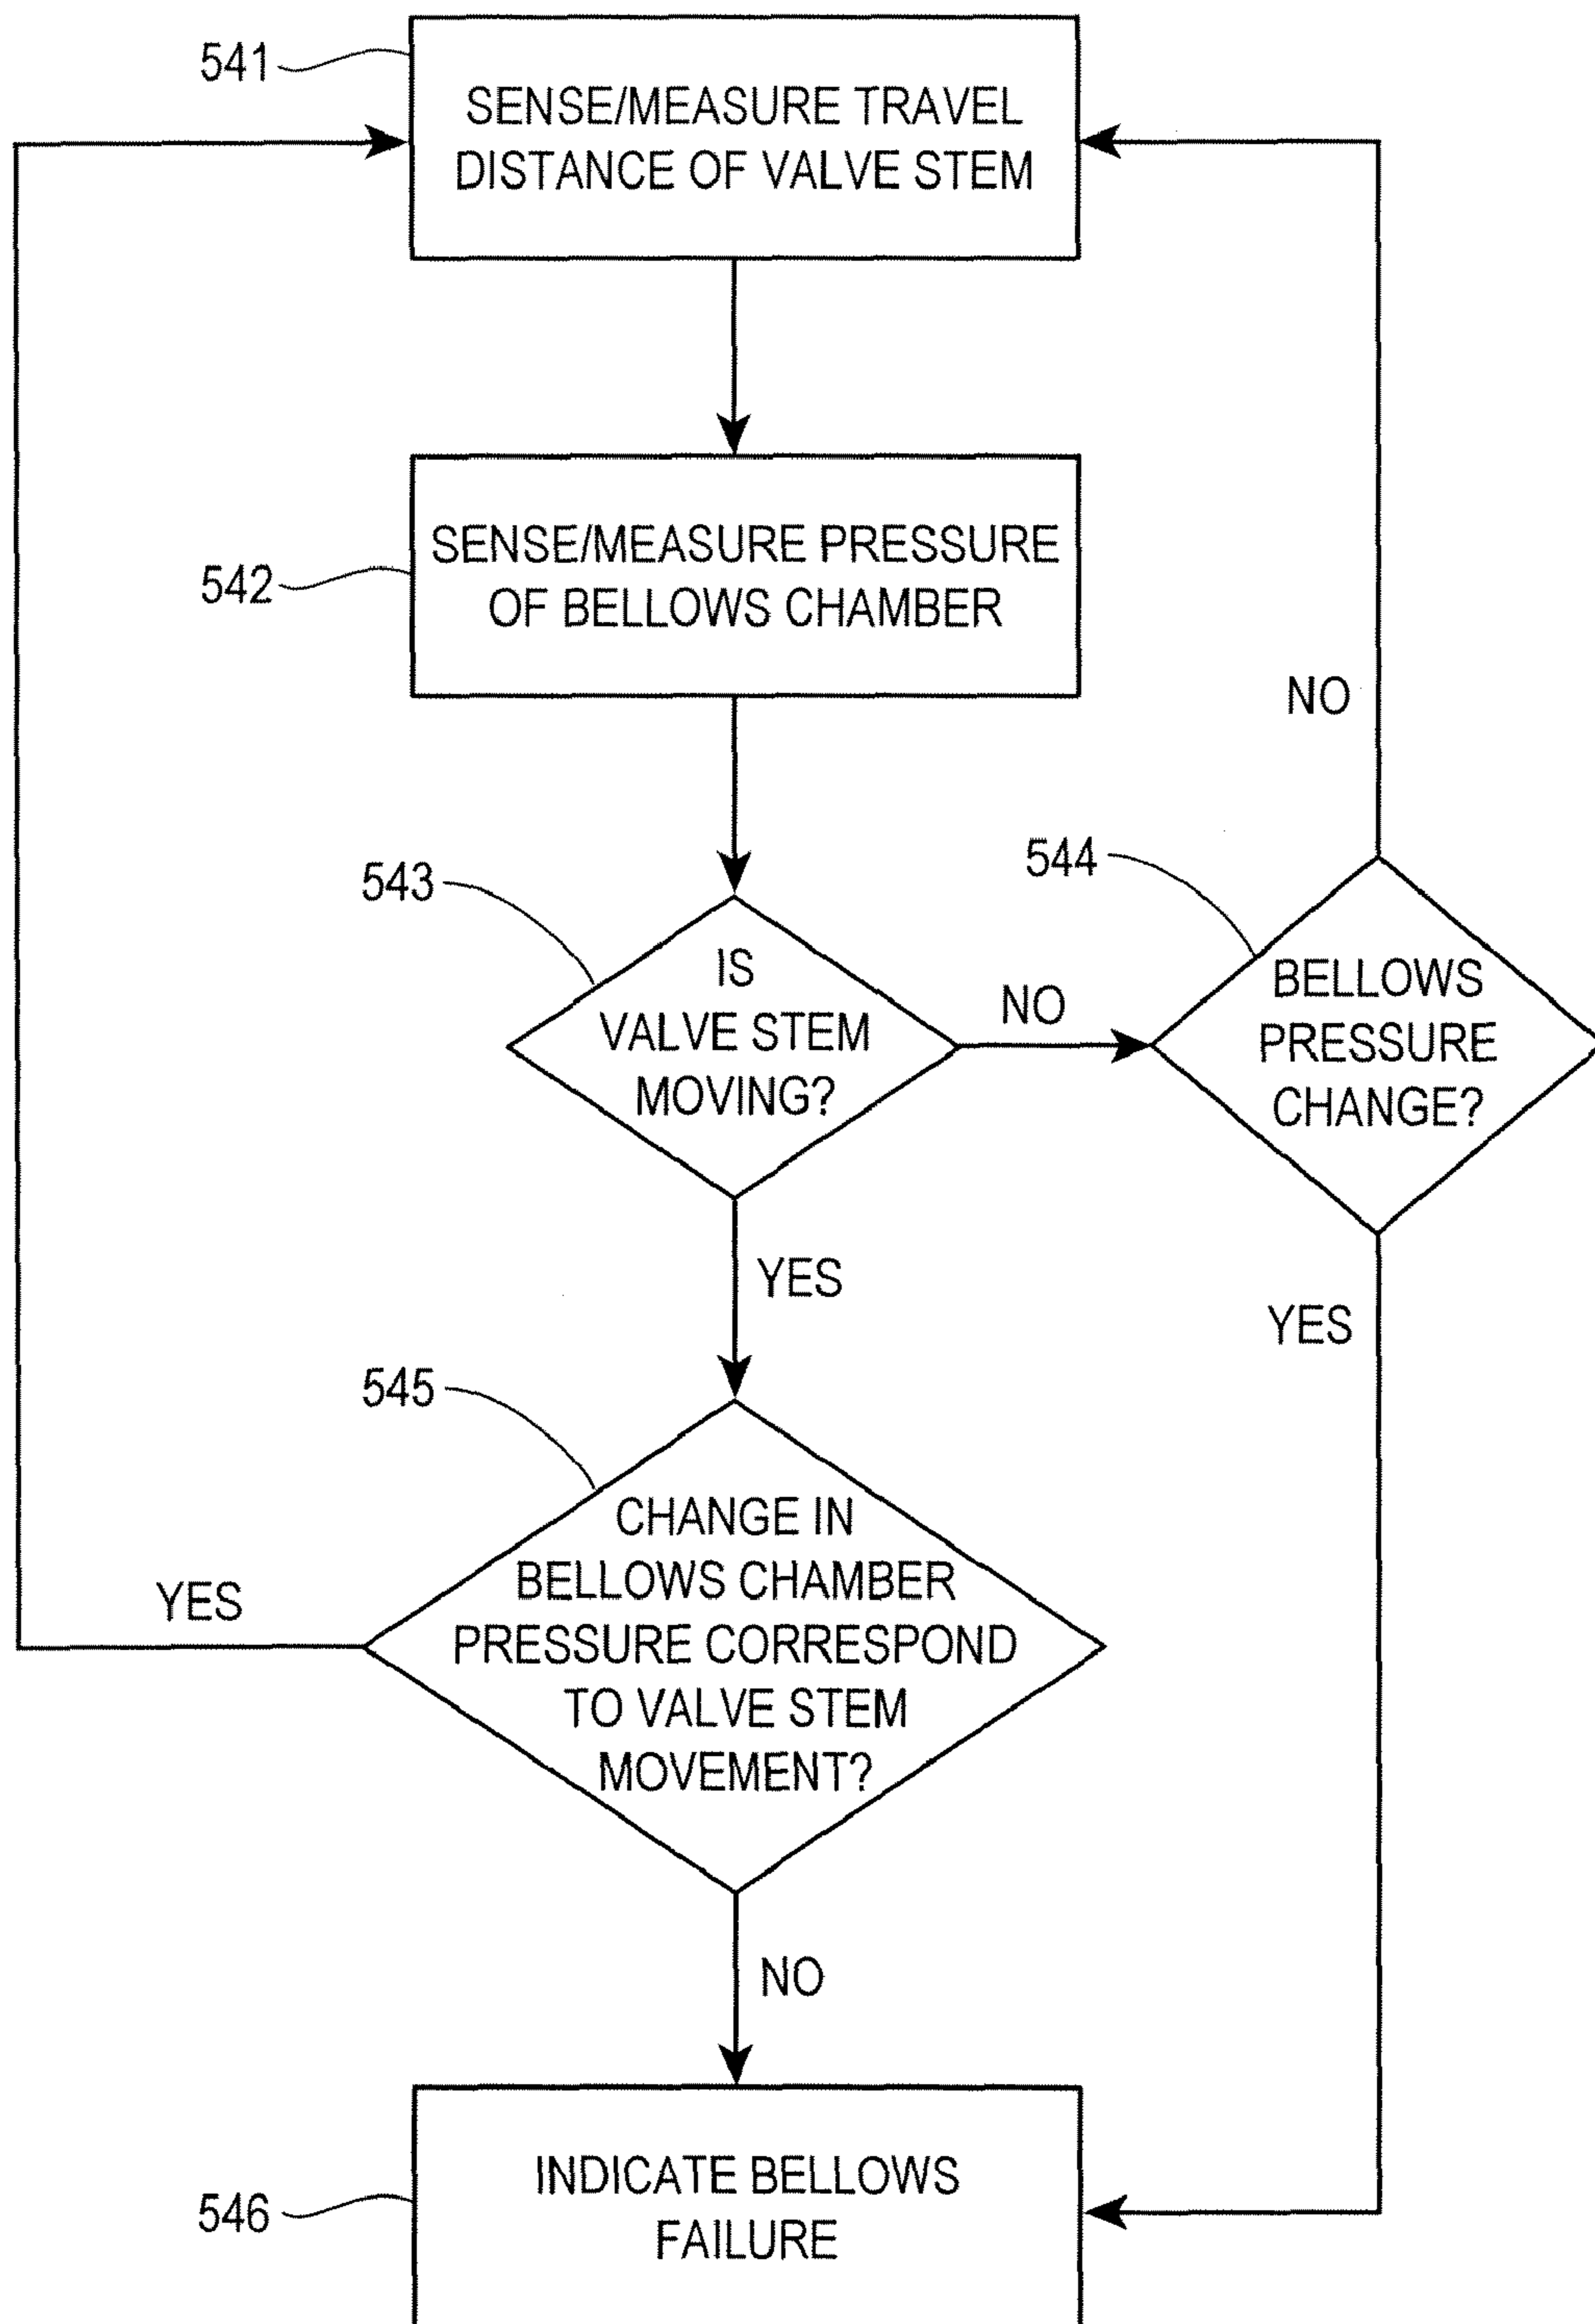 541
SENSE/MEASURE TRAVEL
DISTANCE OF VALVE STEM
542
SENSE/MEASURE PRESSURE
OF BELLOWS CHAMBER
NO
543
IS
VALVE STEM
MOVING?
NO
544
BELLOWS
PRESSURE
CHANGE?
YES
YES
545
CHANGE IN
BELLOWS CHAMBER
PRESSURE CORRESPOND
TO VALVE STEM
MOVEMENT?
YES
NO
546
INDICATE BELLOWS
FAILURE